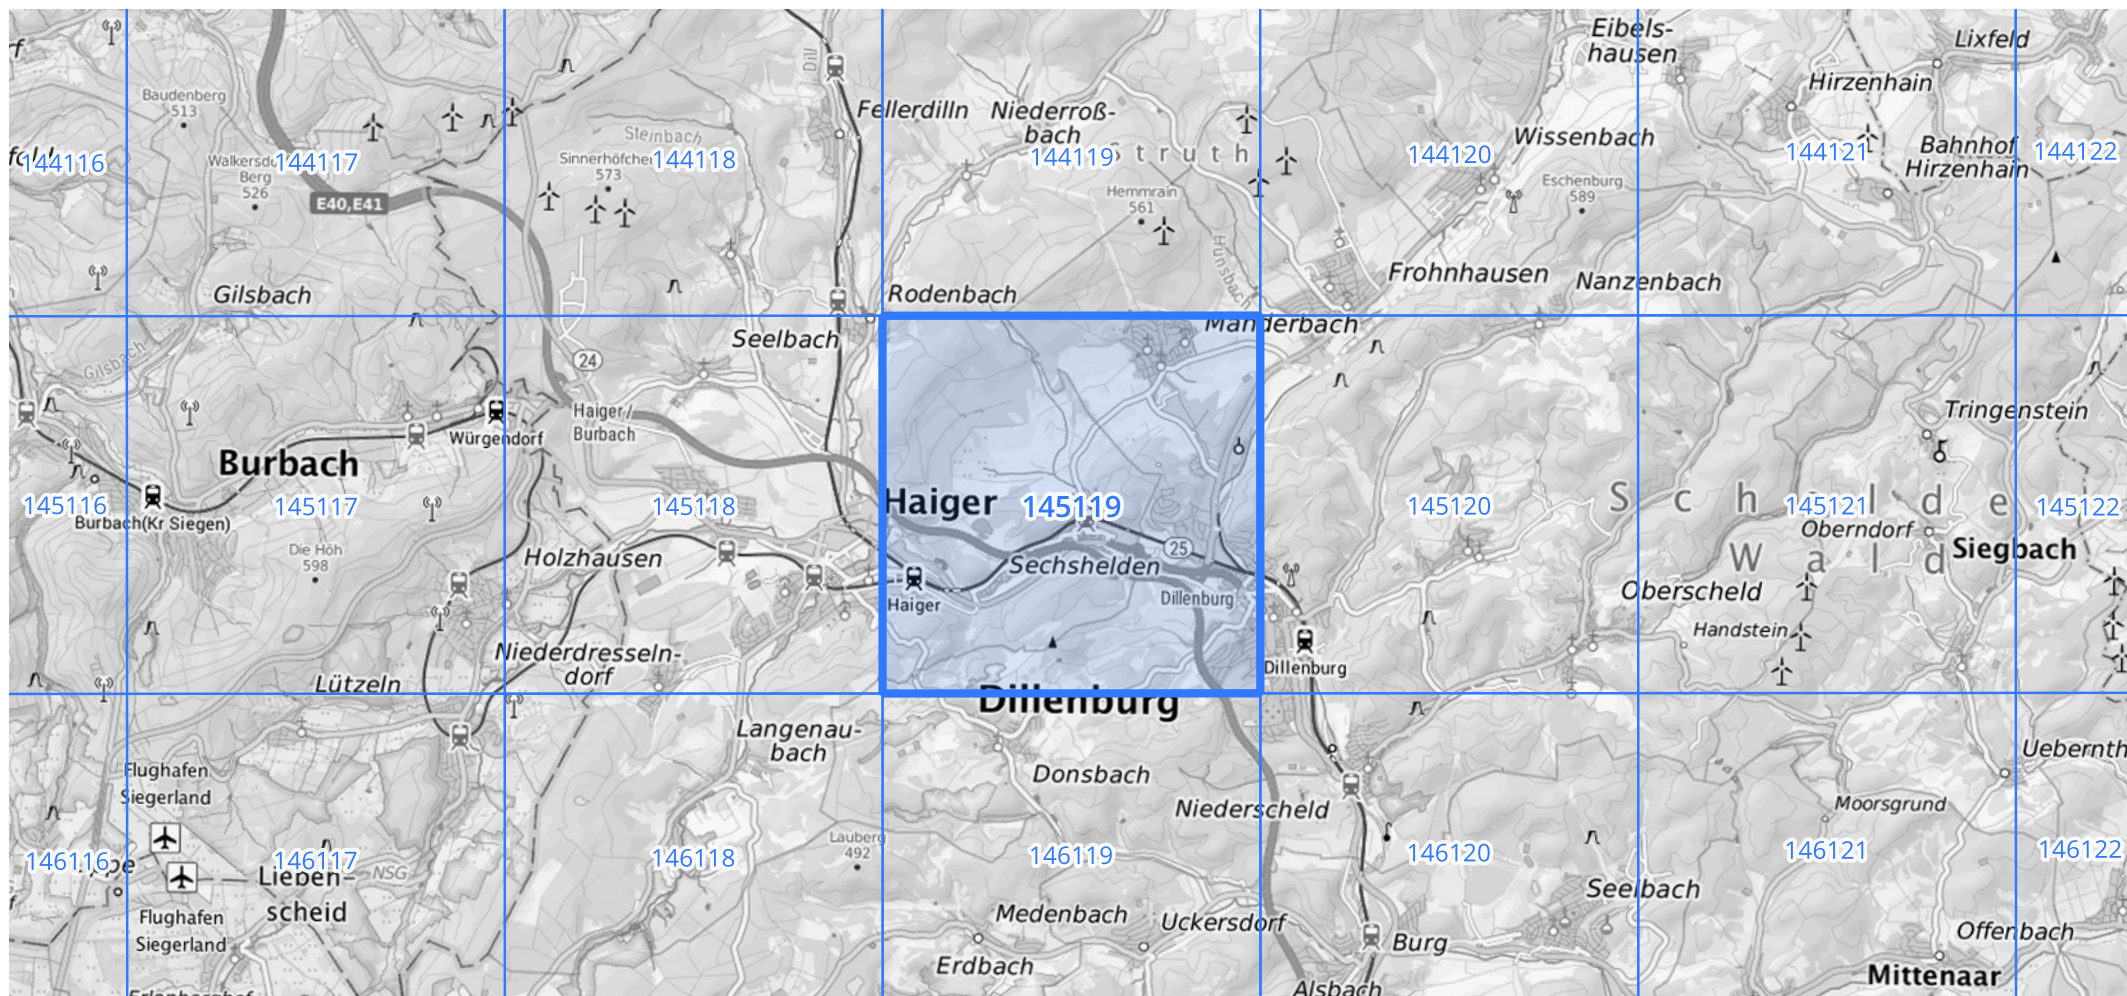 Eibels-
hausen
Lixfeld
Hirzenhain
Baudenberg
513
Dill
Fellerdilln
Niederroß-
bach
Steinbach
Wissenbach
Bahnhof
Hirzenhain
144116
144117
Berg
526
Sinnerhöfchen
573
144118
144119
Struth
144120
144121
144122
Hemmrain
561
Eschenburg
589
E40,E41
Hunsbach
Gilsbach
Rodenbach
Frohnhausen
Nanzenbach
Seelbach
Manderbach
Gilsbach
24
Haiger /
Burbach
Würgendorf
Tringenstein
Burbach
Haiger
145116
145117
145118
145119
145120
Schelde
145121
145122
Burbach(Kr Siegen)
Oberndorf
Die Höh
598
Holzhausen
25
Sechshelden
Wald
Siegbach
Haiger
Dillenburg
Oberscheld
Handstein
Niederdresseln-
dorf
Dillenburg
Lützeln
Dillenburg
Langenau-
bach
Donsbach
Uebernth
Flughafen
Siegerland
Niederscheld
Moorsgrund
Lauberg
492
146116
146117
146118
146119
146120
146121
146122
Lieben-
scheid
NSG
Seelbach
Flughafen
Siegerland
Medenbach
Uckersdorf
Burg
Offenbach
Erdbach
Mittenaar
Alsbach